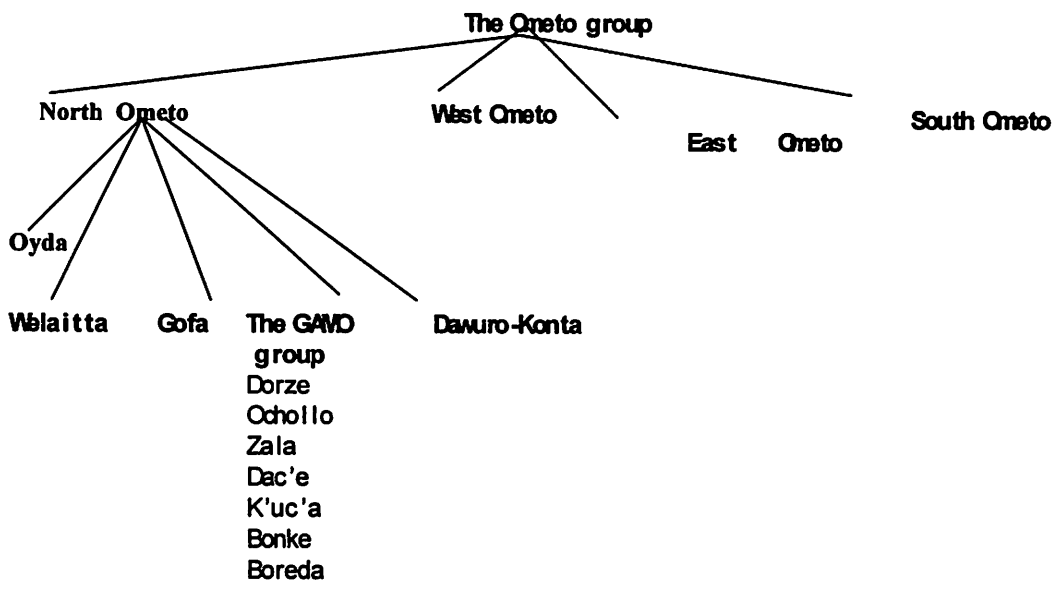 The Ometo group
North Ometo
West Ometo
East Ometo
South Ometo
Oyda
Welaitta
Gofa
The GAMO
group
Dawuro-Konta
Dorze
Ochollo
Zala
Dac'e
K'uc'a
Bonke
Boreda